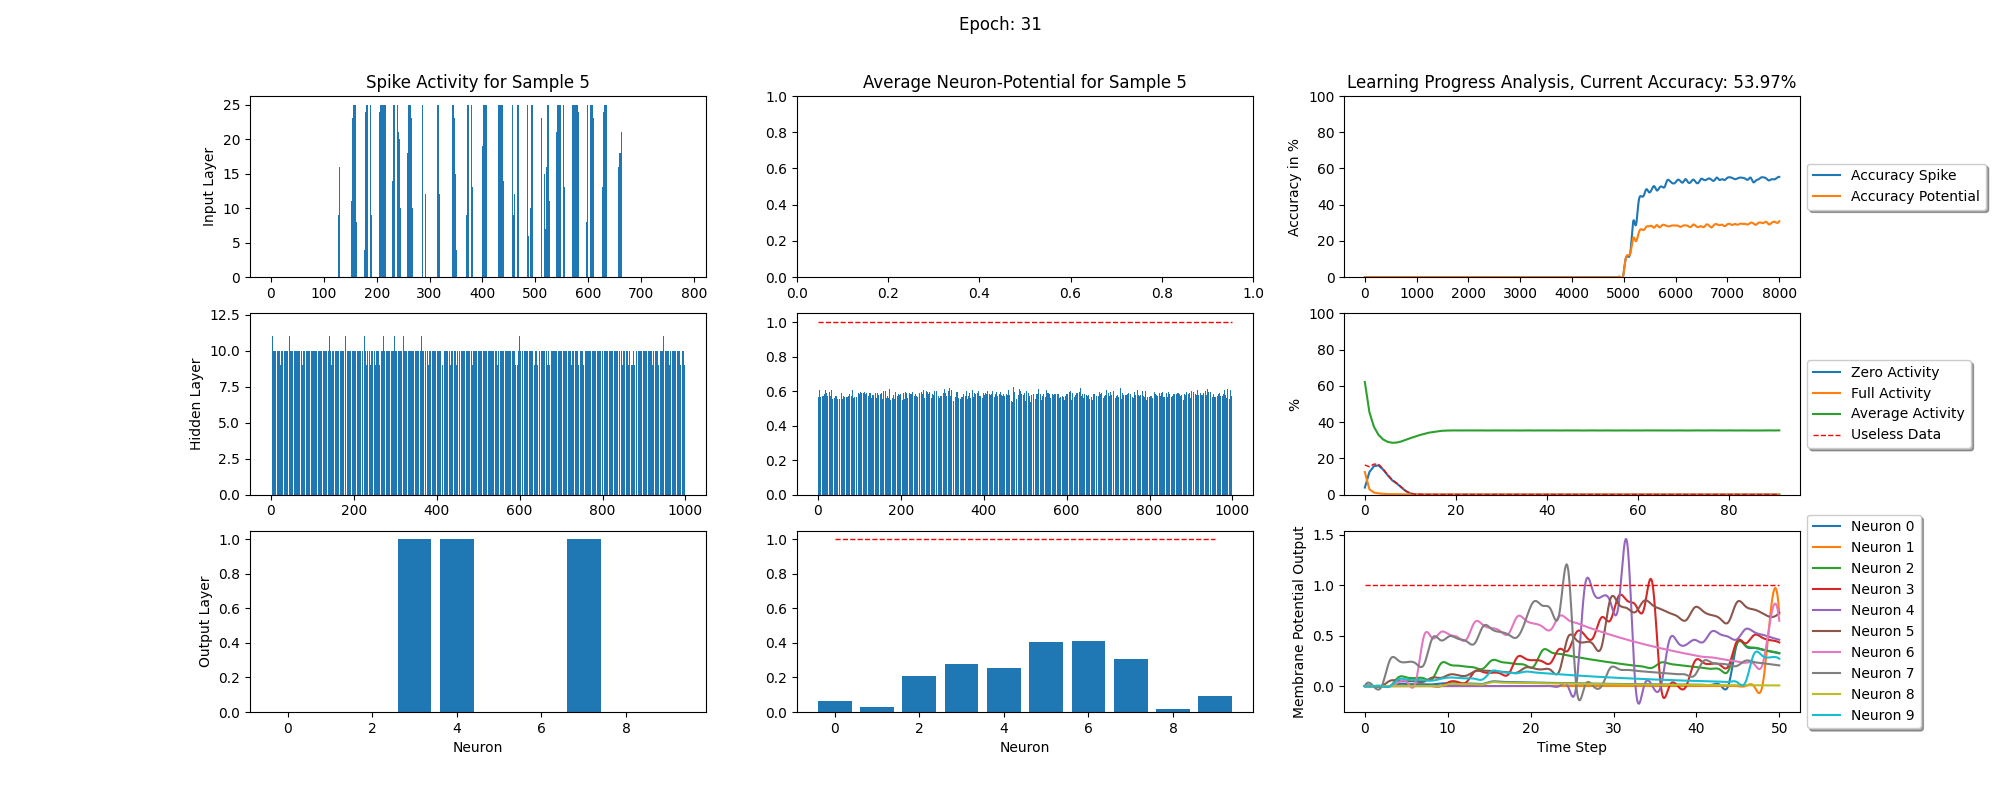 Epoch: 31
Spike Activity for Sample 5
Average Neuron-Potential for Sample 5
Learning Progress Analysis, Current Accuracy: 53.97%
Input Layer
25
20
15
10
5
0
0 100 200 300 400 500 600 700 800
1.0
0.8
0.6
0.4
0.2
0.0
0.0 0.2 0.4 0.6 0.8 1.0
Accuracy in %
100
80
60
40
20
0
0 1000 2000 3000 4000 5000 6000 7000 8000
Accuracy Spike
Accuracy Potential
Hidden Layer
12.5
10.0
7.5
5.0
2.5
0.0
0 200 400 600 800 1000
1.0
0.8
0.6
0.4
0.2
0.0
0 200 400 600 800 1000
%
100
80
60
40
20
0
0 20 40 60 80
Zero Activity
Full Activity
Average Activity
Useless Data
Output Layer
1.0
0.8
0.6
0.4
0.2
0.0
0 2 4 6 8
Neuron
1.0
0.8
0.6
0.4
0.2
0.0
0 2 4 6 8
Neuron
Membrane Potential Output
1.5
1.0
0.5
0.0
0 10 20 30 40 50
Time Step
Neuron 0
Neuron 1
Neuron 2
Neuron 3
Neuron 4
Neuron 5
Neuron 6
Neuron 7
Neuron 8
Neuron 9